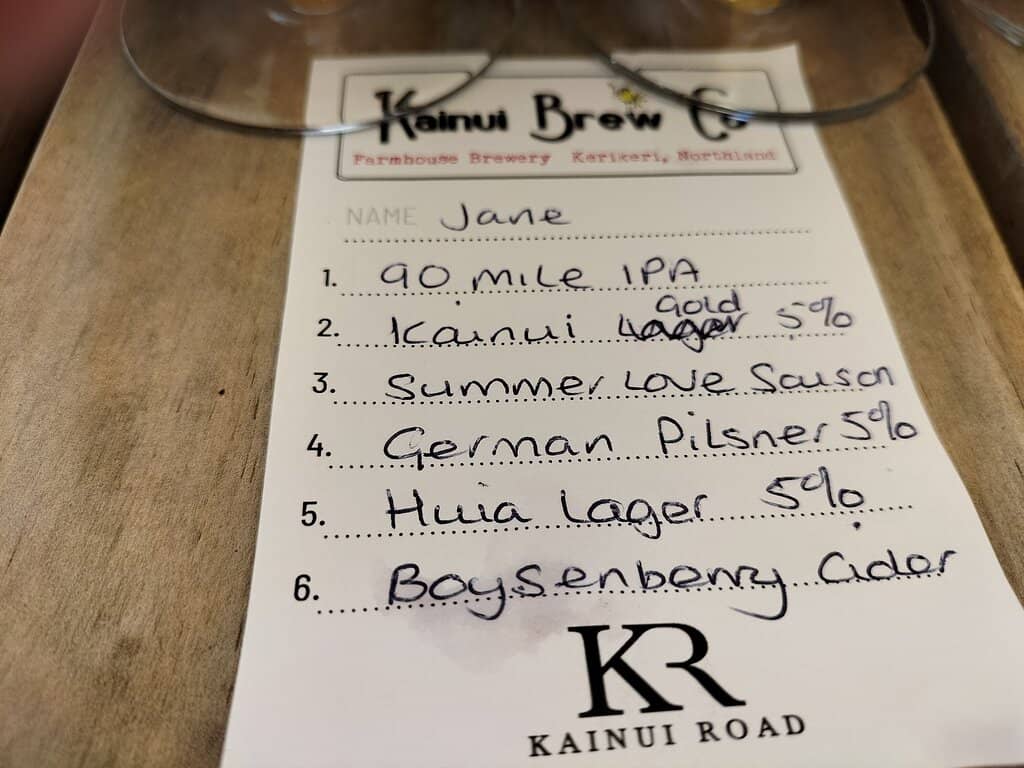 Kainui Brew Co
Farmhouse Brewery Kerikeri, Northland
NAME Jane
1. 90 mile IPA
Gold
2. Kainui Lager 5%
3. Summer Love Saison
4. German Pilsner 5%
5. Huia Lager 5%
6. Boysenberry Cider
KR
KAINUI ROAD